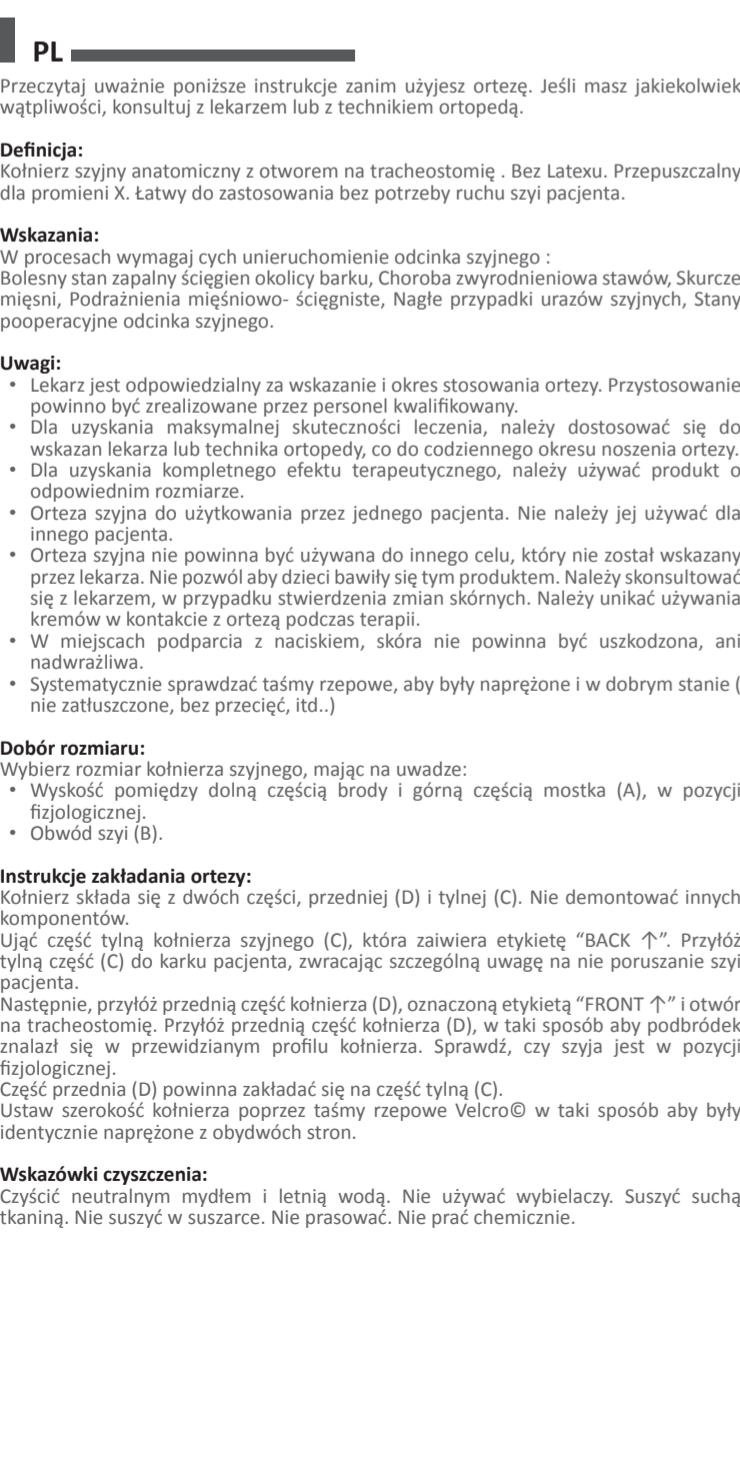 PL
Przeczytaj uważnie poniższe instrukcje zanim użyjesz ortezę. Jeśli masz jakiekolwiek
wątpliwości, konsultuj z lekarzem lub z technikiem ortopedą.
Definicja:
Kołnierz szyjny anatomiczny z otworem na tracheostomię . Bez Latexu. Przepuszczalny
dla promieni X. Łatwy do zastosowania bez potrzeby ruchu szyi pacjenta.
Wskazania:
W procesach wymagaj cych unieruchomienie odcinka szyjnego :
Bolesny stan zapalny ścięgien okolicy barku, Choroba zwyrodnieniowa stawów, Skurcze
mięsni, Podrażnienia mięśniowo- ścięgniste, Nagłe przypadki urazów szyjnych, Stany
pooperacyjne odcinka szyjnego.
Uwagi:
• Lekarz jest odpowiedzialny za wskazanie i okres stosowania ortezy. Przystosowanie
powinno być zrealizowane przez personel kwalifikowany.
• Dla uzyskania maksymalnej skuteczności leczenia, należy dostosować się do
wskazan lekarza lub technika ortopedy, co do codziennego okresu noszenia ortezy.
• Dla uzyskania kompletnego efektu terapeutycznego, należy używać produkt o
odpowiednim rozmiarze.
• Orteza szyjna do użytkowania przez jednego pacjenta. Nie należy jej używać dla
innego pacjenta.
• Orteza szyjna nie powinna być używana do innego celu, który nie został wskazany
przez lekarza. Nie pozwól aby dzieci bawiły się tym produktem. Należy skonsultować
się z lekarzem, w przypadku stwierdzenia zmian skórnych. Należy unikać używania
kremów w kontakcie z ortezą podczas terapii.
• W miejscach podparcia z naciskiem, skóra nie powinna być uszkodzona, ani
nadwrażliwa.
• Systematycznie sprawdzać taśmy rzepowe, aby były naprężone i w dobrym stanie (
nie zatłuszczone, bez przecięć, itd..)
Dobór rozmiaru:
Wybierz rozmiar kołnierza szyjnego, mając na uwadze:
• Wyskość pomiędzy dolną częścią brody i górną częścią mostka (A), w pozycji
fizjologicznej.
• Obwód szyi (B).
Instrukcje zakładania ortezy:
Kołnierz składa się z dwóch części, przedniej (D) i tylnej (C). Nie demontować innych
komponentów.
Ująć część tylną kołnierza szyjnego (C), która zaiwiera etykietę “BACK ↑”. Przyłóż
tylną część (C) do karku pacjenta, zwracając szczególną uwagę na nie poruszanie szyi
pacjenta.
Następnie, przyłóż przednią część kołnierza (D), oznaczoną etykietą “FRONT ↑” i otwór
na tracheostomię. Przyłóż przednią część kołnierza (D), w taki sposób aby podbródek
znalazł się w przewidzianym profilu kołnierza. Sprawdź, czy szyja jest w pozycji
fizjologicznej.
Część przednia (D) powinna zakładać się na część tylną (C).
Ustaw szerokość kołnierza poprzez taśmy rzepowe Velcro© w taki sposób aby były
identycznie naprężone z obydwóch stron.
Wskazówki czyszczenia:
Czyścić neutralnym mydłem i letnią wodą. Nie używać wybielaczy. Suszyć suchą
tkaniną. Nie suszyć w suszarce. Nie prasować. Nie prać chemicznie.